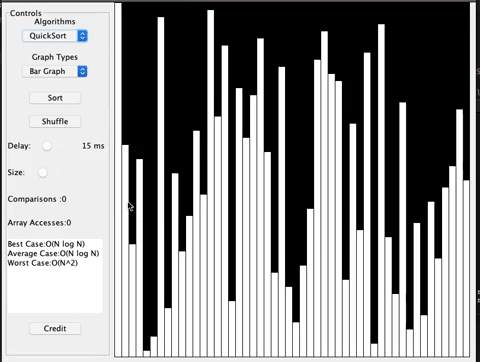 Controls
Algorithms
QuickSort
Graph Types
Bar Graph
Sort
Shuffle
Delay: 15 ms
Size:
Comparisons :0
Array Accesses:0
Best Case:O(N log N)
Average Case:O(N log N)
Worst Case:O(N^2)
Credit